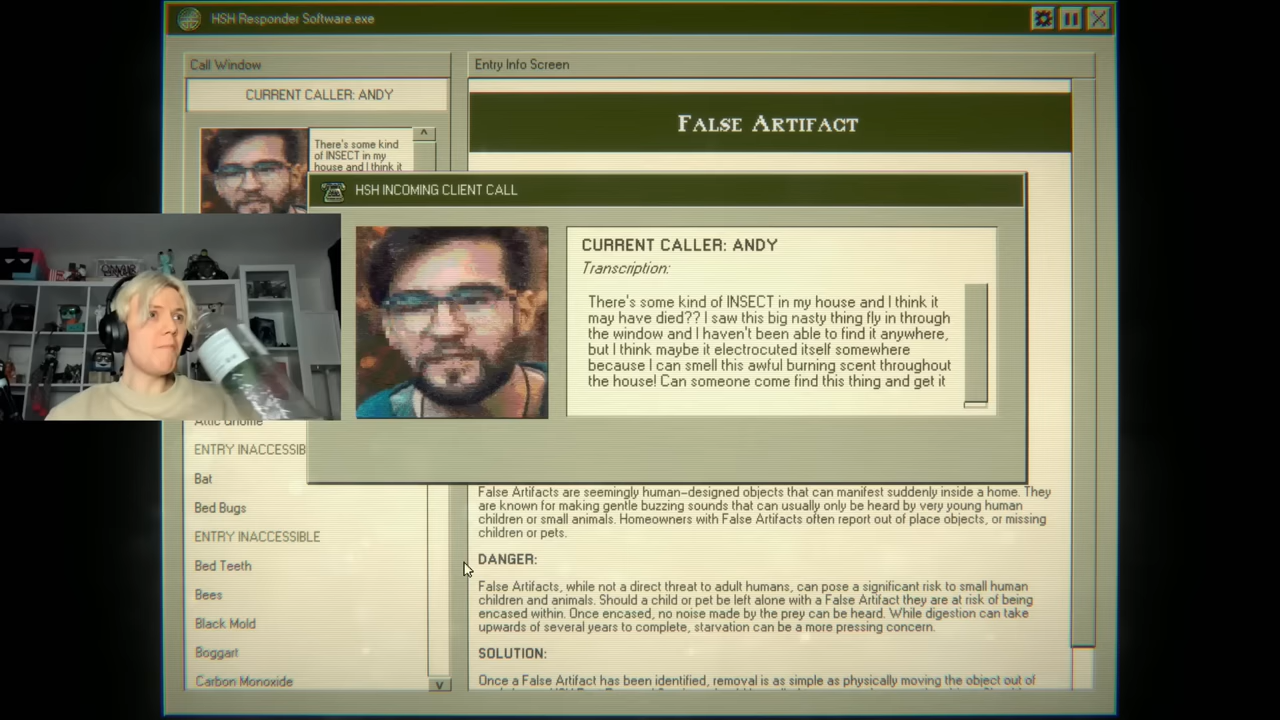 HSH Responder Software.exe
Call Window
Entry Info Screen
CURRENT CALLER: ANDY
FALSE ARTIFACT
There's some kind
of INSECT in my
house and I think it
HSH INCOMING CLIENT CALL
CURRENT CALLER: ANDY
Transcription:
There's some kind of INSECT in my house and I think it
may have died?? I saw this big nasty thing fly in through
the window and I haven't been able to find it anywhere,
but I think maybe it electrocuted itself somewhere
because I can smell this awful burning scent throughout
the house! Can someone come find this thing and get it
Attic Gnome
ENTRY INACCESSIB
Bat
Bed Bugs
ENTRY INACCESSIBLE
Bed Teeth
Bees
Black Mold
Boggart
Carbon Monoxide
False Artifacts are seemingly human-designed objects that can manifest suddenly inside a home. They
are known for making gentle buzzing sounds that can usually only be heard by very young human
children or small animals. Homeowners with False Artifacts often report out of place objects, or missing
children or pets.
DANGER:
False Artifacts, while not a direct threat to adult humans, can pose a significant risk to small human
children and animals. Should a child or pet be left alone with a False Artifact they are at risk of being
encased within. Once encased, no noise made by the prey can be heard. While digestion can take
upwards of several years to complete, starvation can be a more pressing concern.
SOLUTION:
Once a False Artifact has been identified, removal is as simple as physically moving the object out of